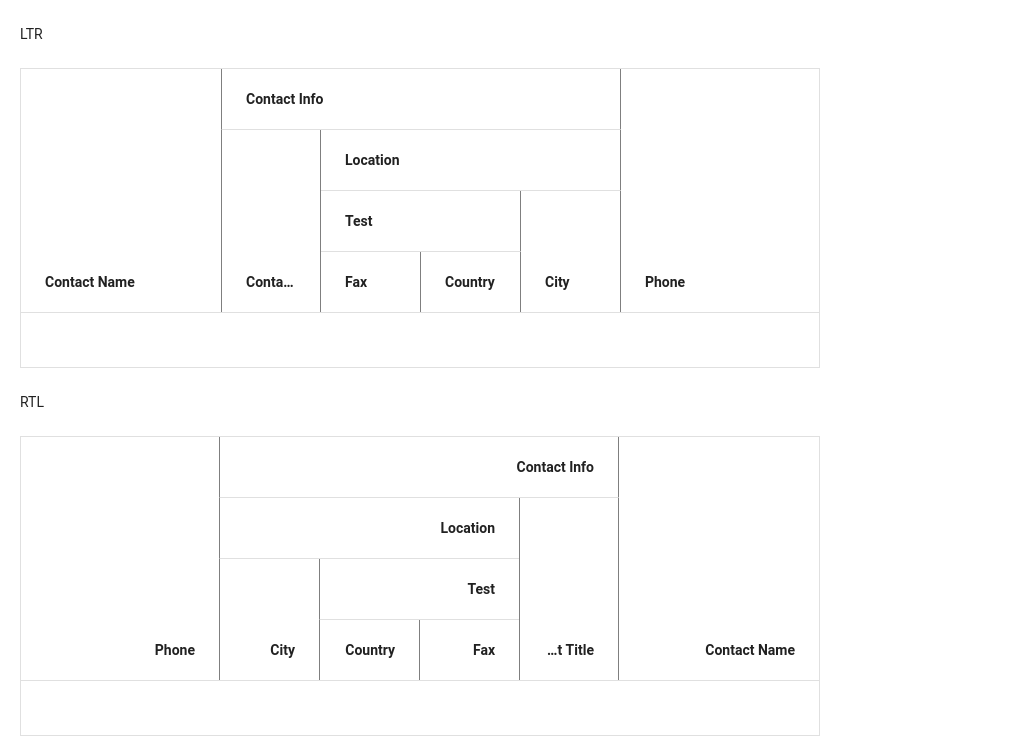 LTR
Contact Info
Location
Test
Contact Name Conta... Fax Country City Phone
RTL
Contact Info
Location
Test
Phone City Country Fax ...t Title Contact Name